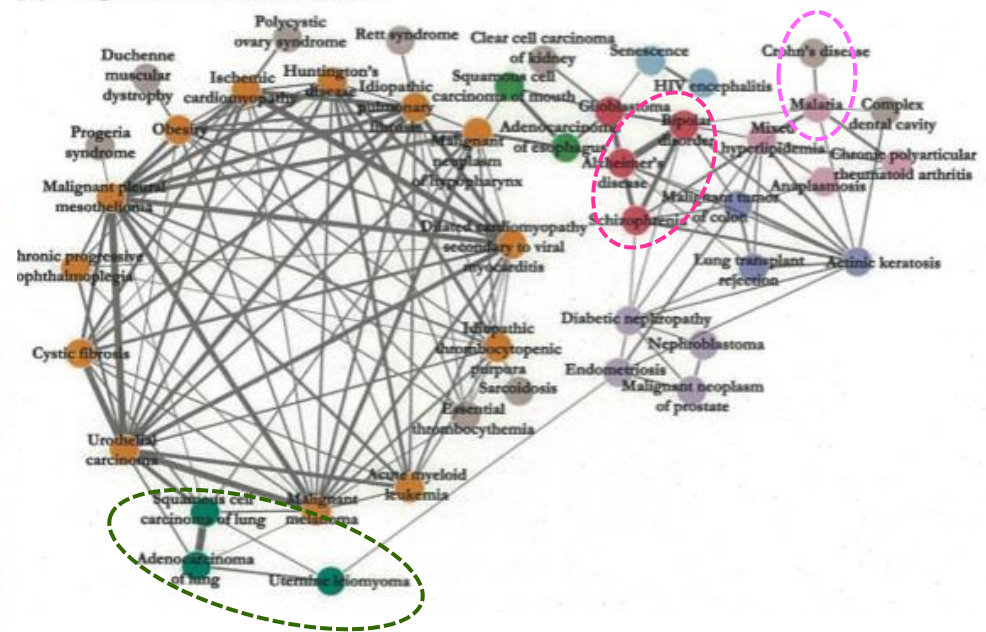 Polycystic
ovary syndrome
Rett syndrome
Clear cell carcinoma
of kidney
Senescence
Crohn's disease
Duchenne
muscular
dystrophy
Ischemic
cardiomyopathy
Huntington's
disease
Idiopathic
pulmonary
fibrosis
Squamous cell
carcinoma of mouth
HIV encephalitis
Glioblastoma
Bipolar
disorder
Malaria
Complex
dental cavity
Obesity
Progeria
syndrome
Malignant
neoplasm
of hypopharynx
Adenocarcinoma
of esophagus
Alzheimer's
disease
Mixed
hyperlipidemia
Chronic polyarticular
rheumatoid arthritis
Anaplasmosis
Malignant pleural
mesothelioma
Malignant tumor
of colon
Schizophrenia
Dilated cardiomyopathy
secondary to viral
myocarditis
hronic progressive
ophthalmoplegia
Lung transplant
rejection
Actinic keratosis
Diabetic nephropathy
Nephroblastoma
Cystic fibrosis
Idiopathic
thrombocytopenic
purpura
Endometriosis
Malignant neoplasm
of prostate
Sarcoidosis
Essential
thrombocythemia
Urothelial
carcinoma
Acute myeloid
leukemia
Squamous cell
carcinoma of lung
Malignant
melanoma
Adenocarcinoma
of lung
Uternine leiomyoma